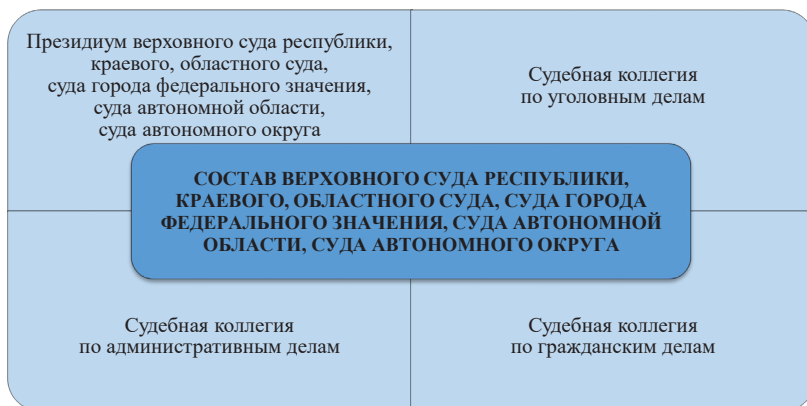 Президиум верховного суда республики,
краевого, областного суда,
суда города федерального значения,
суда автономной области,
суда автономного округа
Судебная коллегия
по уголовным делам
СОСТАВ ВЕРХОВНОГО СУДА РЕСПУБЛИКИ,
КРАЕВОГО, ОБЛАСТНОГО СУДА, СУДА ГОРОДА
ФЕДЕРАЛЬНОГО ЗНАЧЕНИЯ, СУДА АВТОНОМНОЙ
ОБЛАСТИ, СУДА АВТОНОМНОГО ОКРУГА
Судебная коллегия
по административным делам
Судебная коллегия
по гражданским делам